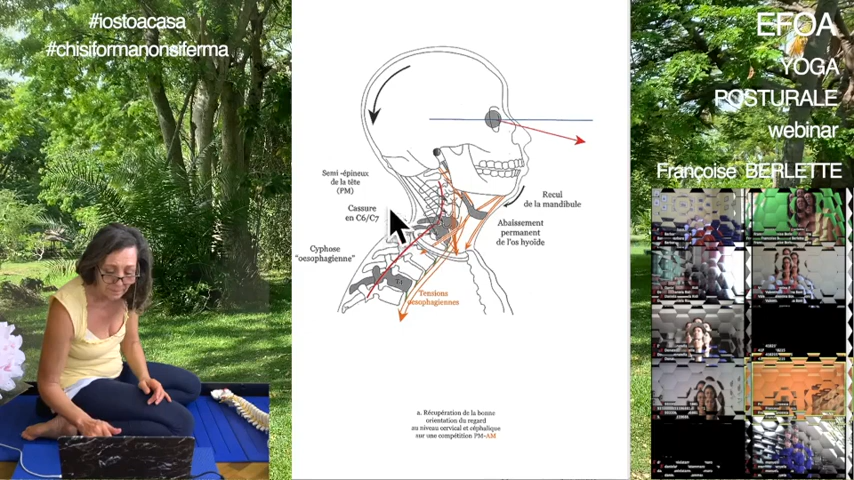 #iostoacasa
#chisiformanonsiferma
EFOA
YOGA
POSTURALE
webinar
Françoise BERLETTE
Semi -épineux
de la tête
(PM)
Cassure
en C6/C7
Cyphose
"oesophagienne"
Recul
de la mandibule
Abaissement
permanent
de l'os hyoïde
Tensions
oesophagiennes
a. Récupération de la bonne
orientation du regard
au niveau cervical et céphalique
sur une compétition PM-AM